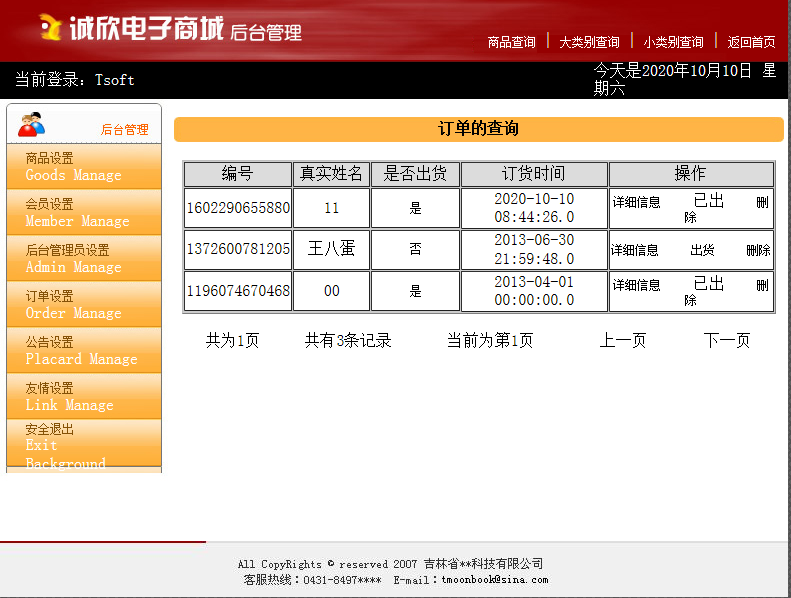 诚欣电子商城 后台管理
商品查询 大类别查询 小类别查询 返回首页
当前登录：Tsoft
今天是2020年10月10日 星
期六
后台管理
商品设置
Goods Manage
会员设置
Member Manage
后台管理员设置
Admin Manage
订单设置
Order Manage
公告设置
Placard Manage
友情设置
Link Manage
安全退出
Exit
Background
订单的查询
编号 真实姓名 是否出货 订货时间 操作
1602290655880 11 是 2020-10-10 08:44:26.0 详细信息 已出 删除
1372600781205 王八蛋 否 2013-06-30 21:59:48.0 详细信息 出货 删除
1196074670468 00 是 2013-04-01 00:00:00.0 详细信息 已出 删除
共为1页 共有3条记录 当前为第1页 上一页 下一页
All CopyRights © reserved 2007 吉林省**科技有限公司
客服热线：0431-8497**** E-mail：tmoonbook@sina.com